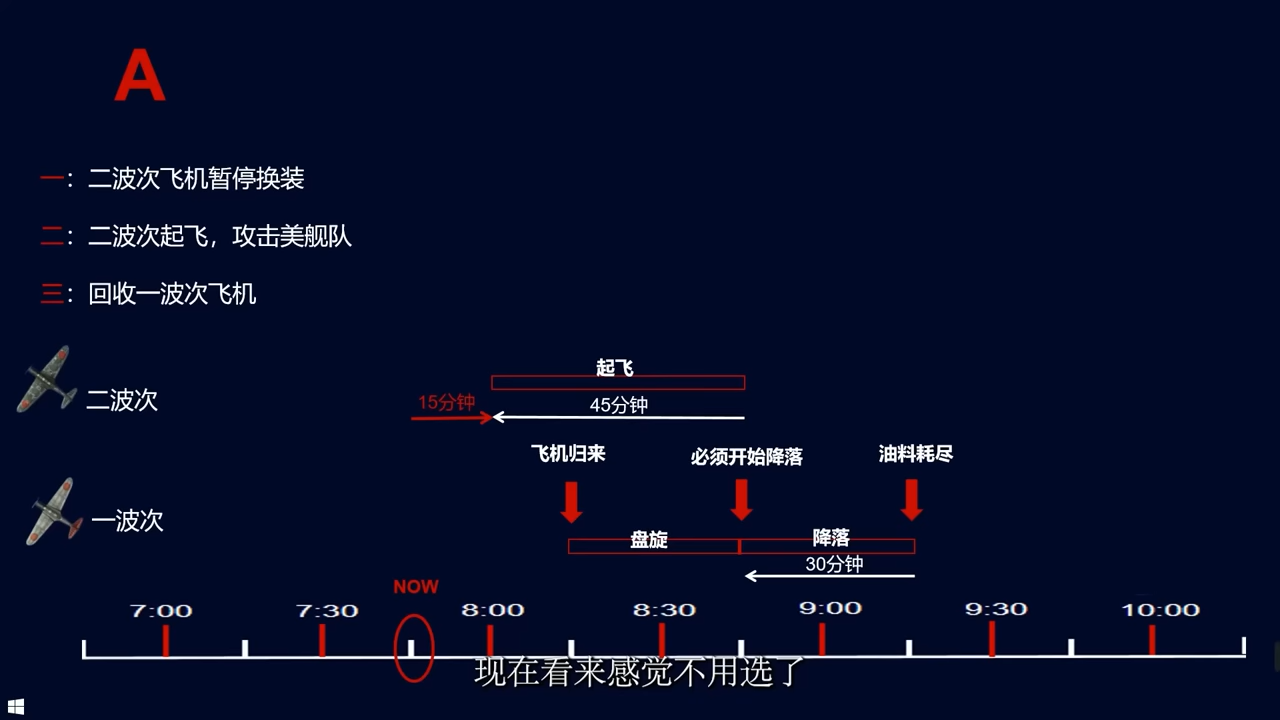 A
一：二波次飞机暂停换装
二：二波次起飞，攻击美舰队
三：回收一波次飞机
起飞
二波次
15分钟
45分钟
飞机归来
必须开始降落
油料耗尽
一波次
盘旋
降落
30分钟
NOW
7:00
7:30
8:00
8:30
9:00
9:30
10:00
现在看来感觉不用选了